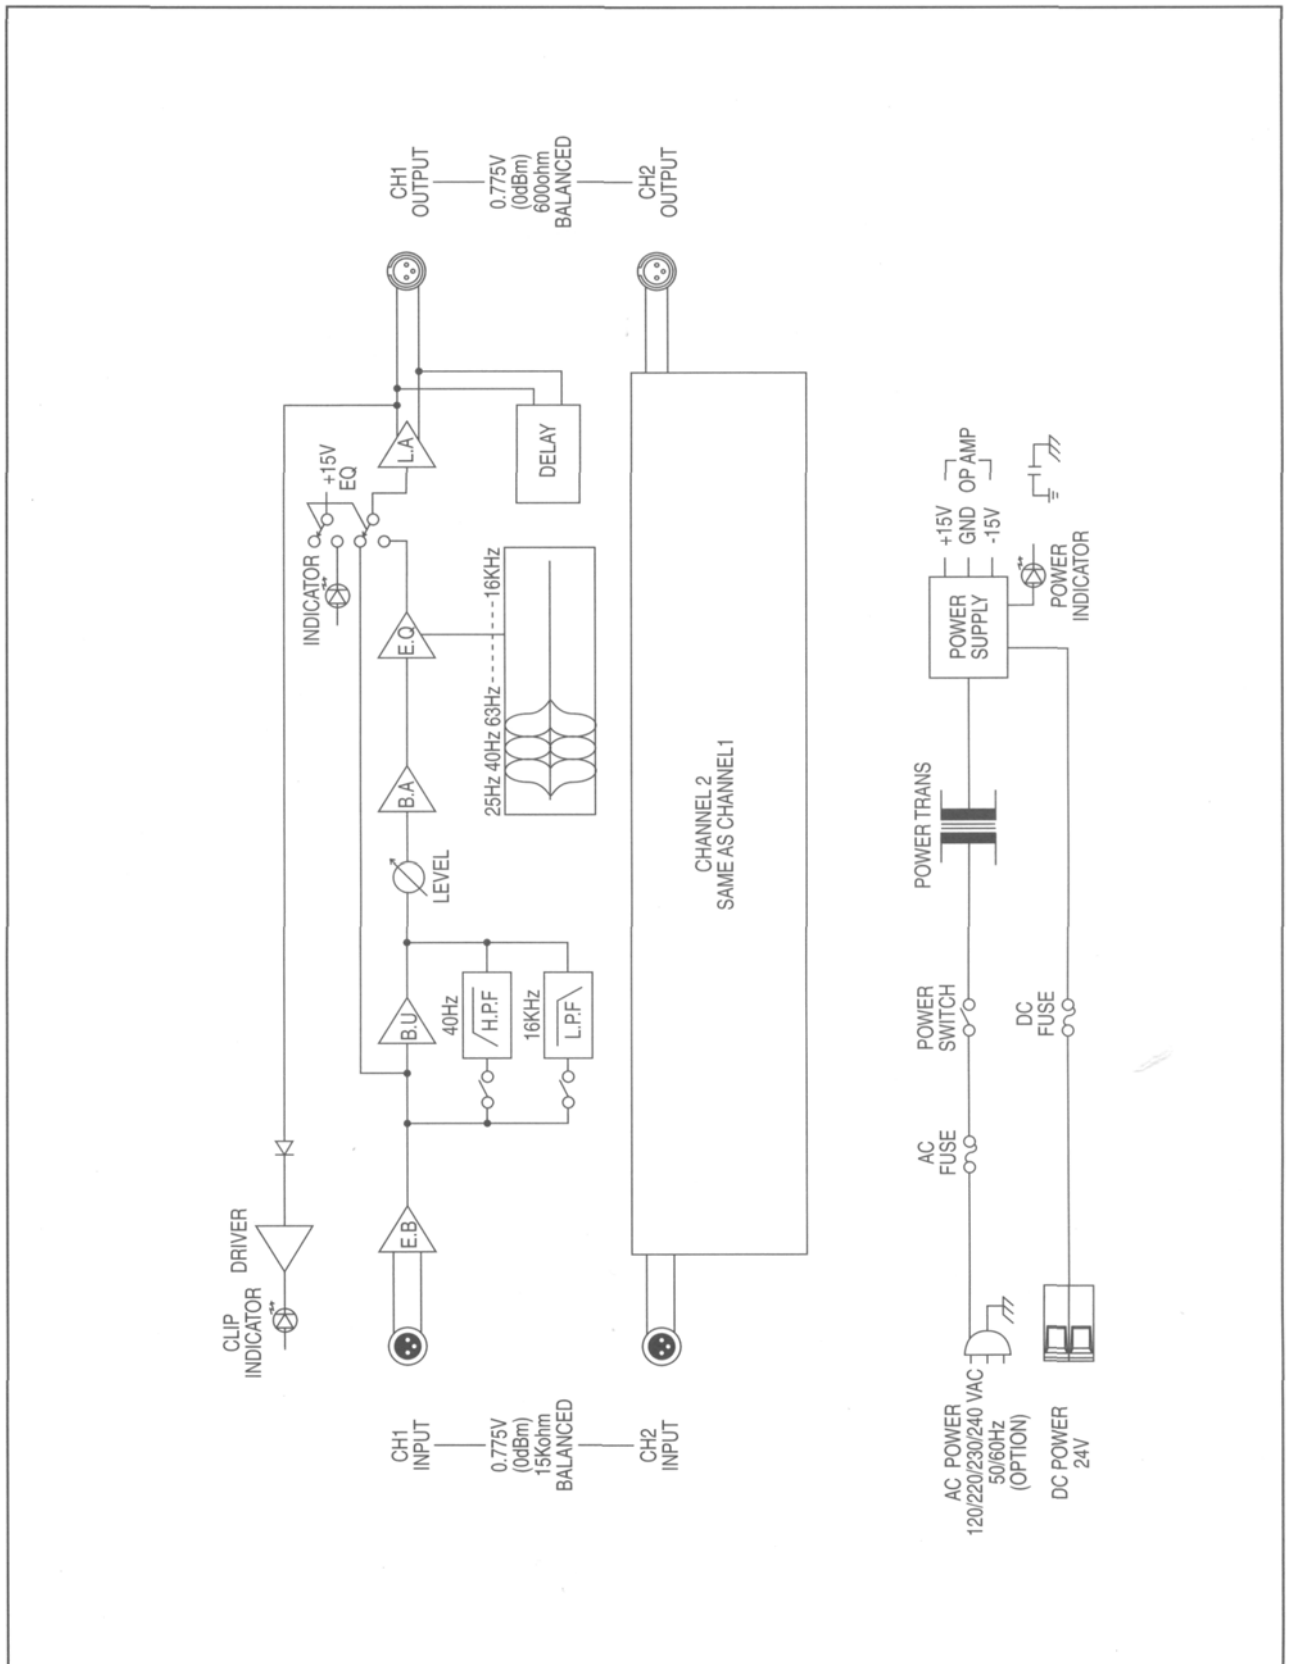 CLIP
INDICATOR
DRIVER
INDICATOR
+15V
EQ
CH1
INPUT
0.775V
(0dBm)
15Kohm
BALANCED
CH2
INPUT
E.B
B.U
40Hz
H.P.F
16KHz
L.P.F
LEVEL
B.A
E.Q
25Hz 40Hz 63Hz------16KHz
L.A
DELAY
CH1
OUTPUT
0.775V
(0dBm)
600ohm
BALANCED
CH2
OUTPUT
CHANNEL 2
SAME AS CHANNEL1
AC POWER
120/220/230/240 VAC
50/60Hz
(OPTION)
AC
FUSE
POWER
SWITCH
POWER TRANS
POWER
SUPPLY
+15V
GND
-15V
OP AMP
POWER
INDICATOR
DC POWER
24V
DC
FUSE